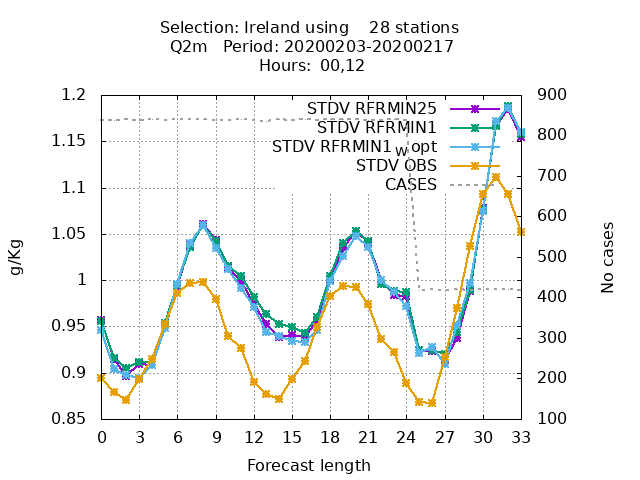 Selection: Ireland using 28 stations
Q2m Period: 20200203-20200217
Hours: 00,12
STDV RFRMIN25
STDV RFRMIN1
STDV RFRMIN1w opt
STDV OBS
CASES
1.2
1.15
1.1
1.05
1
0.95
0.9
0.85
g/Kg
900
800
700
600
500
400
300
200
100
No cases
0 3 6 9 12 15 18 21 24 27 30 33
Forecast length